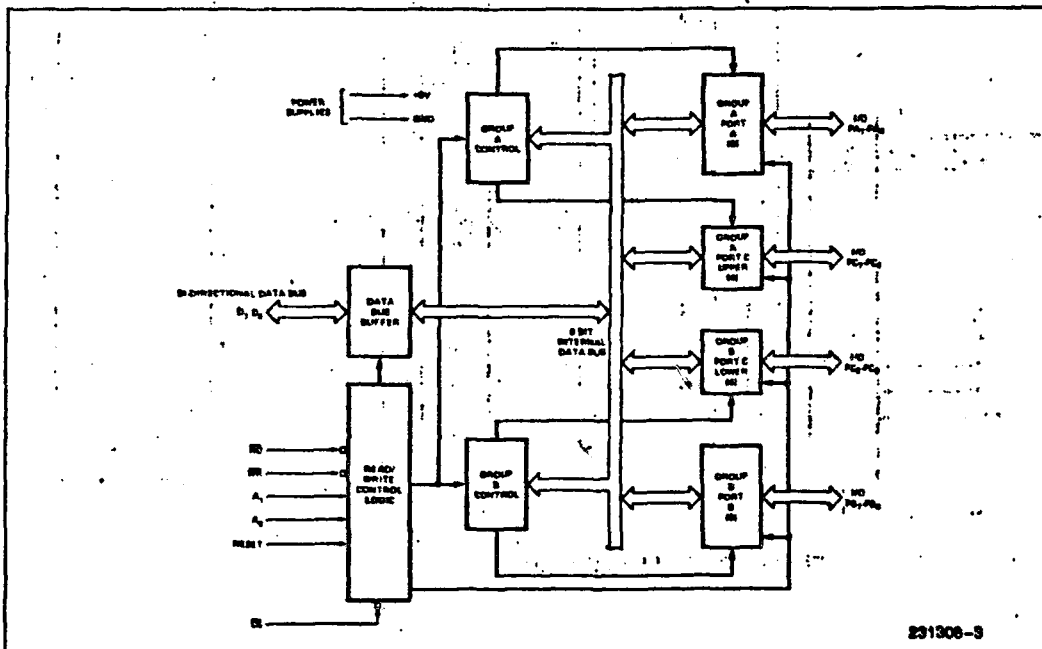 POWER
SUPPLIES
+5V
GND
GROUP
A
CONTROL
GROUP
A
PORT
A
(8)
I/O
PA7-PA0
GROUP
A
PORT C
UPPER
(4)
I/O
PC7-PC4
BI-DIRECTIONAL DATA BUS
D7 D0
DATA
BUS
BUFFER
8 BIT
INTERNAL
DATA BUS
GROUP
B
PORT C
LOWER
(4)
I/O
PC3-PC0
RD
WR
A1
A0
RESET
READ/
WRITE
CONTROL
LOGIC
GROUP
B
CONTROL
GROUP
B
PORT
B
(8)
I/O
PB7-PB0
CS
231308-3